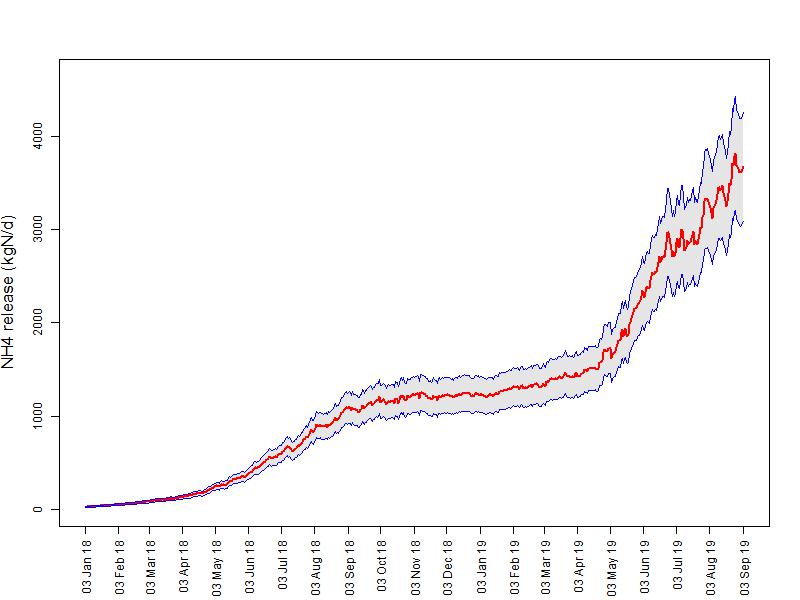 NH4 release (kgN/d)
4000
3000
2000
1000
0
03 Jan 18
03 Feb 18
03 Mar 18
03 Apr 18
03 May 18
03 Jun 18
03 Jul 18
03 Aug 18
03 Sep 18
03 Oct 18
03 Nov 18
03 Dec 18
03 Jan 19
03 Feb 19
03 Mar 19
03 Apr 19
03 May 19
03 Jun 19
03 Jul 19
03 Aug 19
03 Sep 19